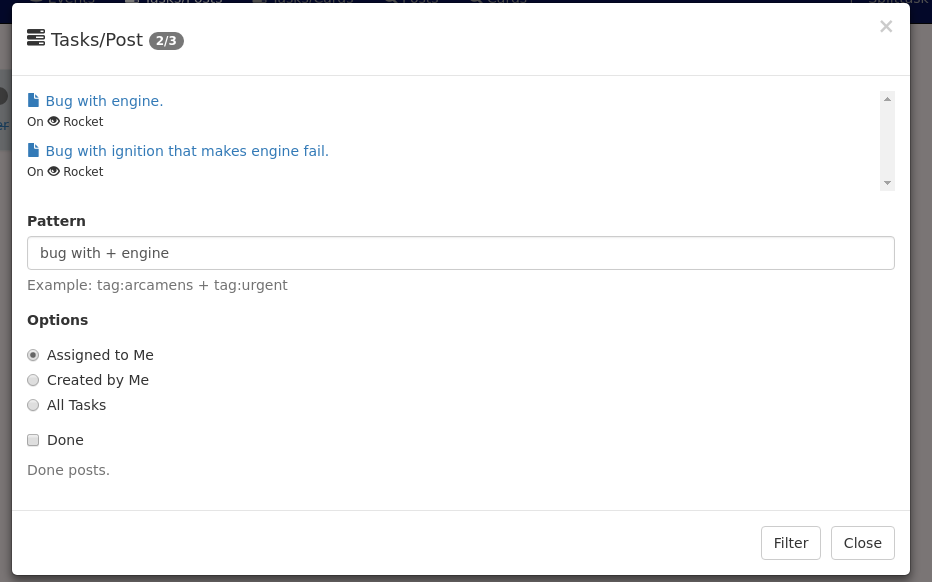 Tasks/Post 2/3
×
Bug with engine.
On Rocket
Bug with ignition that makes engine fail.
On Rocket
Pattern
bug with + engine
Example: tag:arcamens + tag:urgent
Options
Assigned to Me
Created by Me
All Tasks
Done
Done posts.
Filter Close